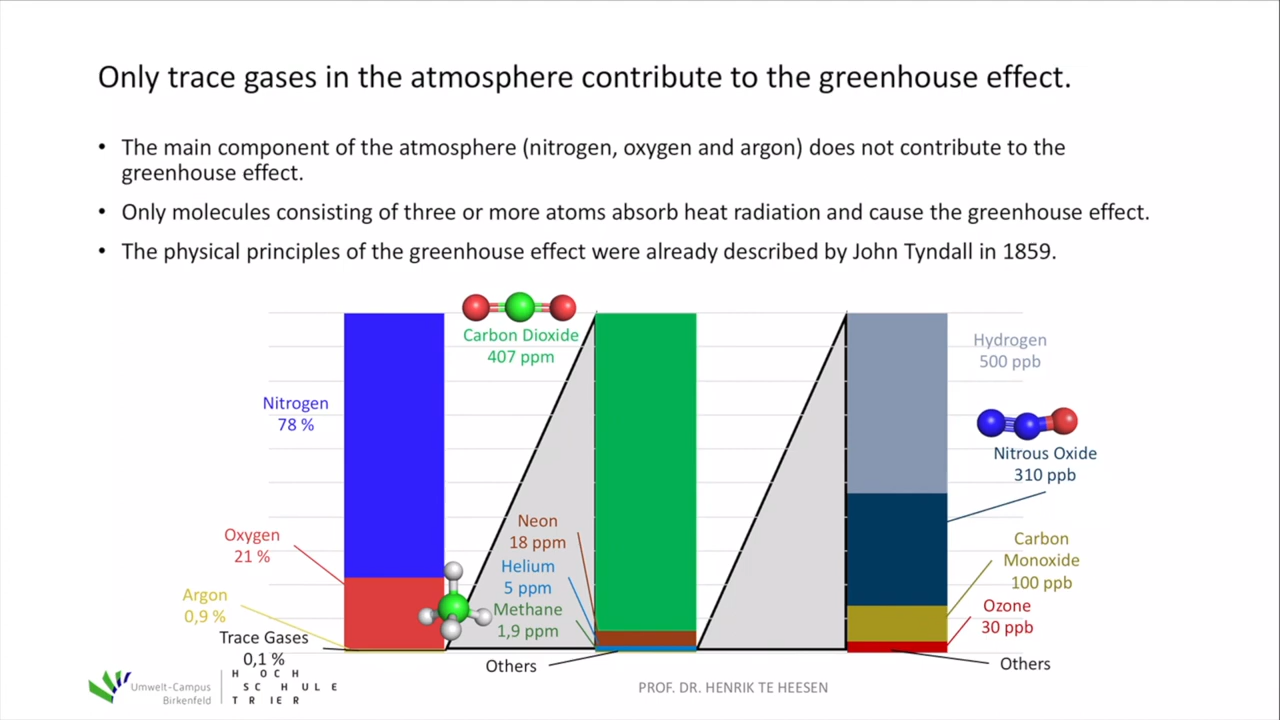 Only trace gases in the atmosphere contribute to the greenhouse effect.
• The main component of the atmosphere (nitrogen, oxygen and argon) does not contribute to the
greenhouse effect.
• Only molecules consisting of three or more atoms absorb heat radiation and cause the greenhouse effect.
• The physical principles of the greenhouse effect were already described by John Tyndall in 1859.
Nitrogen
78 %
Oxygen
21 %
Argon
0,9 %
Trace Gases
0,1 %
Carbon Dioxide
407 ppm
Neon
18 ppm
Helium
5 ppm
Methane
1,9 ppm
Others
Hydrogen
500 ppb
Nitrous Oxide
310 ppb
Carbon
Monoxide
100 ppb
Ozone
30 ppb
Others
Umwelt-Campus
Birkenfeld
H O C H
S C H U L E
T R I E R
PROF. DR. HENRIK TE HEESEN